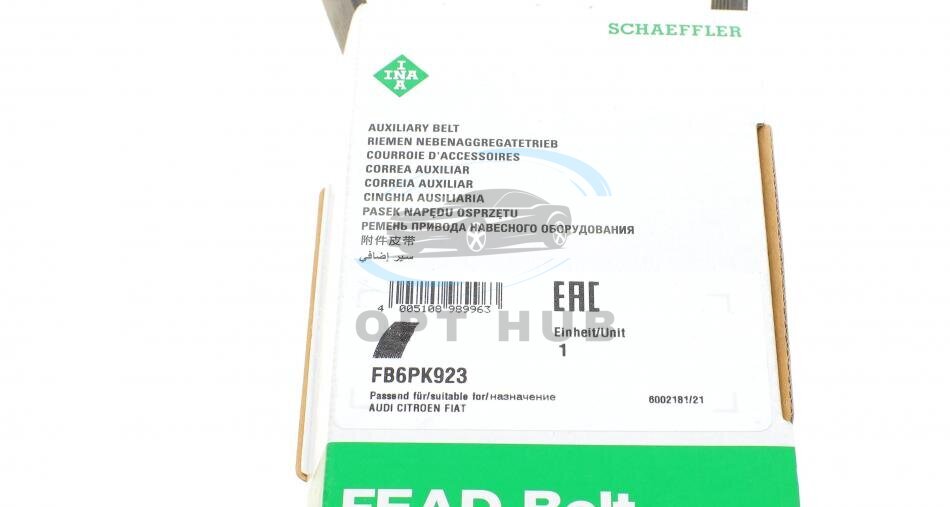 SCHAEFFLER
INA
INA
AUXILIARY BELT
RIEMEN NEBENAGGREGATETRIEB
COURROIE D'ACCESSOIRES
CORREA AUXILIAR
CORREIA AUXILIAR
CINGHIA AUSILIARIA
PASEK NAPĘDU OSPRZĘTU
РЕМЕНЬ ПРИВОДА НАВЕСНОГО ОБОРУДОВАНИЯ
附件皮带
سير إضافي
4 005108 989963
EAC
OPT HUB
Einheit/Unit
1
FB6PK923
Passend für/suitable for/назначение
6002181/21
AUDI CITROEN FIAT
FEAD Belt